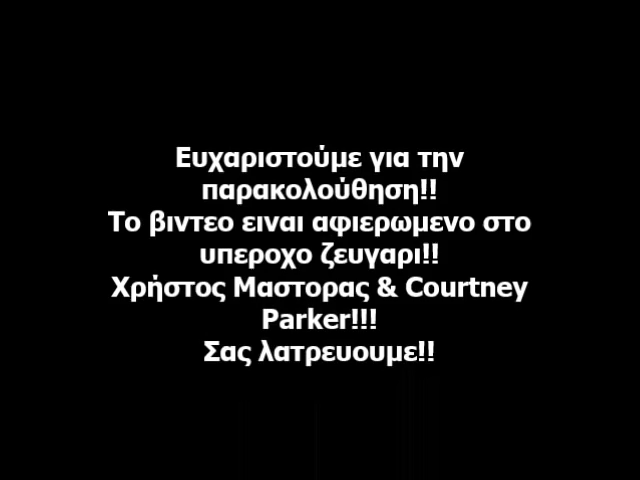 Ευχαριστούμε για την
παρακολούθηση!!
Το βιντεο ειναι αφιερωμενο στο
υπεροχο ζευγαρι!!
Χρήστος Μαστορας & Courtney
Parker!!!
Σας λατρευουμε!!